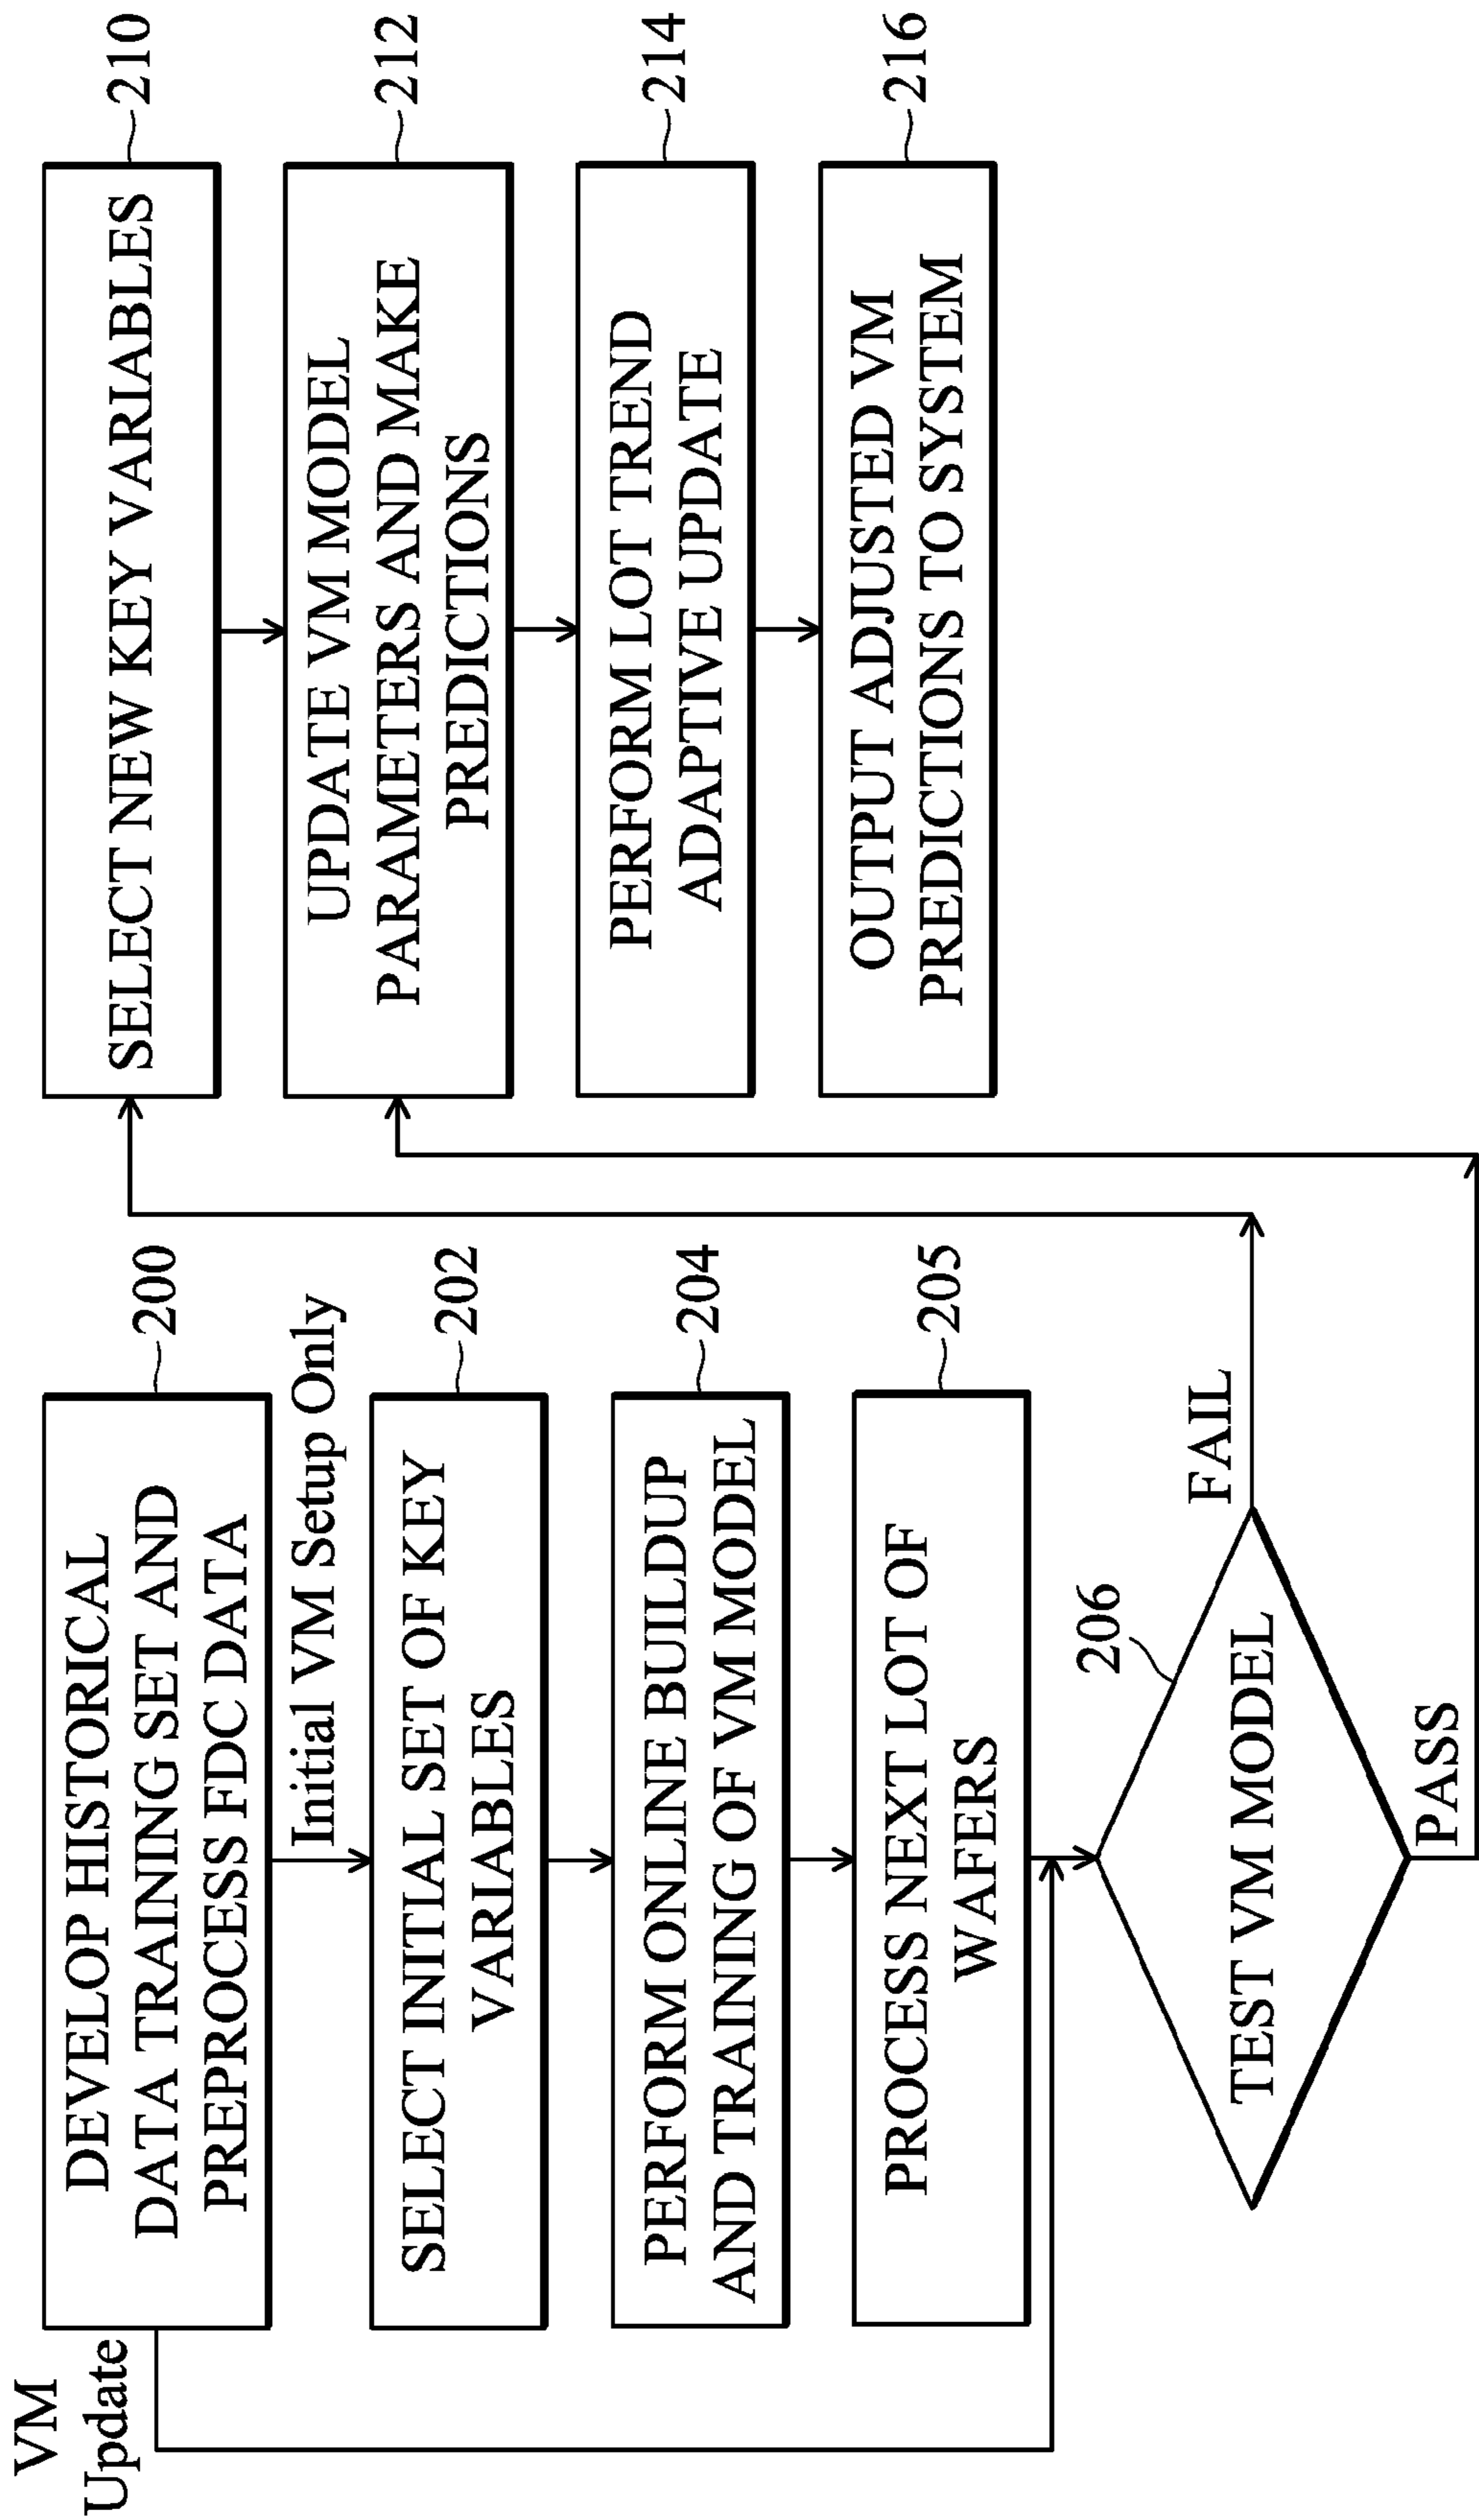 VM
Update
DEVELOP HISTORICAL
DATA TRAINING SET AND
PREPROCESS FDC DATA
200
Initial VM Setup Only
SELECT INITIAL SET OF KEY
VARIABLES
202
PERFORM ONLINE BUILDUP
AND TRAINING OF VM MODEL
204
PROCESS NEXT LOT OF
WAFERS
205
206
TEST VM MODEL
FAIL
PASS
SELECT NEW KEY VARIABLES
210
UPDATE VM MODEL
PARAMETERS AND MAKE
PREDICTIONS
212
PERFORM LOT TREND
ADAPTIVE UPDATE
214
OUTPUT ADJUSTED VM
PREDICTIONS TO SYSTEM
216